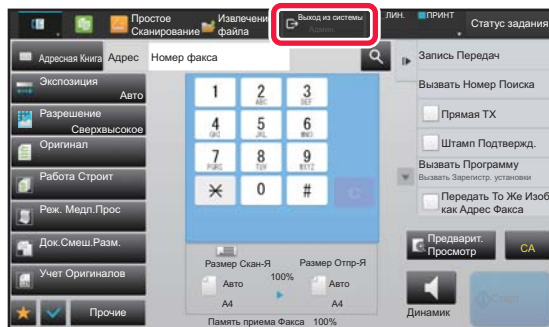 Простое
Сканирование
Извлечени
файла
Выход из системы
Админ.
ЛИН.
ПРИНТ
Статус задания
Адресная Книга
Адрес
Номер факса
Запись Передач
Экспозиция
Авто
Разрешение
Сверхвысокое
Оригинал
Работа Строит
Реж. Медл.Прос
Док.Смеш.Разм.
Учет Оригиналов
Прочие
1
2
ABC
3
DEF
4
GHI
5
JKL
6
MNO
7
PQRS
8
TUV
9
WXYZ
0
#
C
Вызвать Номер Поиска
Прямая TX
Штамп Подтвержд.
Вызвать Программу
Вызвать Зарегистр. установки
Передать То Же Изоб
как Адрес Факса
Предварит.
Просмотр
CA
Размер Скан-Я
Размер Отпр-Я
100%
Авто
Авто
A4
A4
Память приема Факса 100%
Динамик
Старт